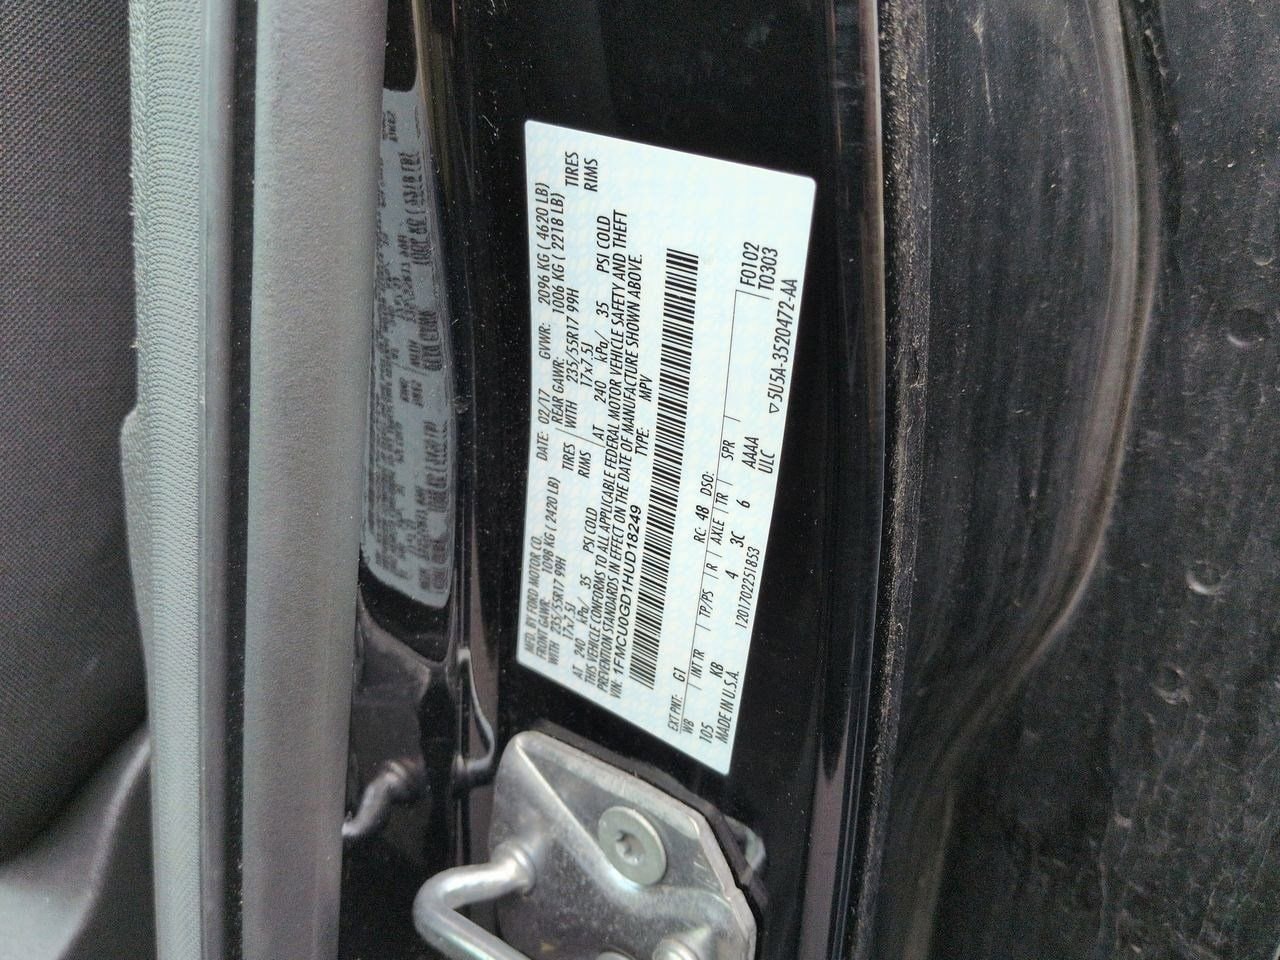 MFD. BY FORD MOTOR CO. DATE: 02/17 GVWR: 2096 KG ( 4620 LB)
FRONT GAWR: 1098 KG ( 2420 LB) REAR GAWR: 1006 KG ( 2218 LB)
WITH 235/55R17 99H TIRES WITH 235/55R17 99H TIRES
17x7.5J RIMS 17x7.5J RIMS
AT 240 kPa/ 35 PSI COLD AT 240 kPa/ 35 PSI COLD
THIS VEHICLE CONFORMS TO ALL APPLICABLE FEDERAL MOTOR VEHICLE SAFETY AND THEFT
PREVENTION STANDARDS IN EFFECT ON THE DATE OF MANUFACTURE SHOWN ABOVE.
VIN: 1FMCU0GD1HUD18249 TYPE: MPV
EXT PNT: G1 RC: 4B DSO: F0102
WB INT TR TP/PS R AXLE TR SPR T0303
105 KB 4 3C 6 AAAA
MADE IN U.S.A. 1201702251853 ULC ▽5U5A-3520472-AA